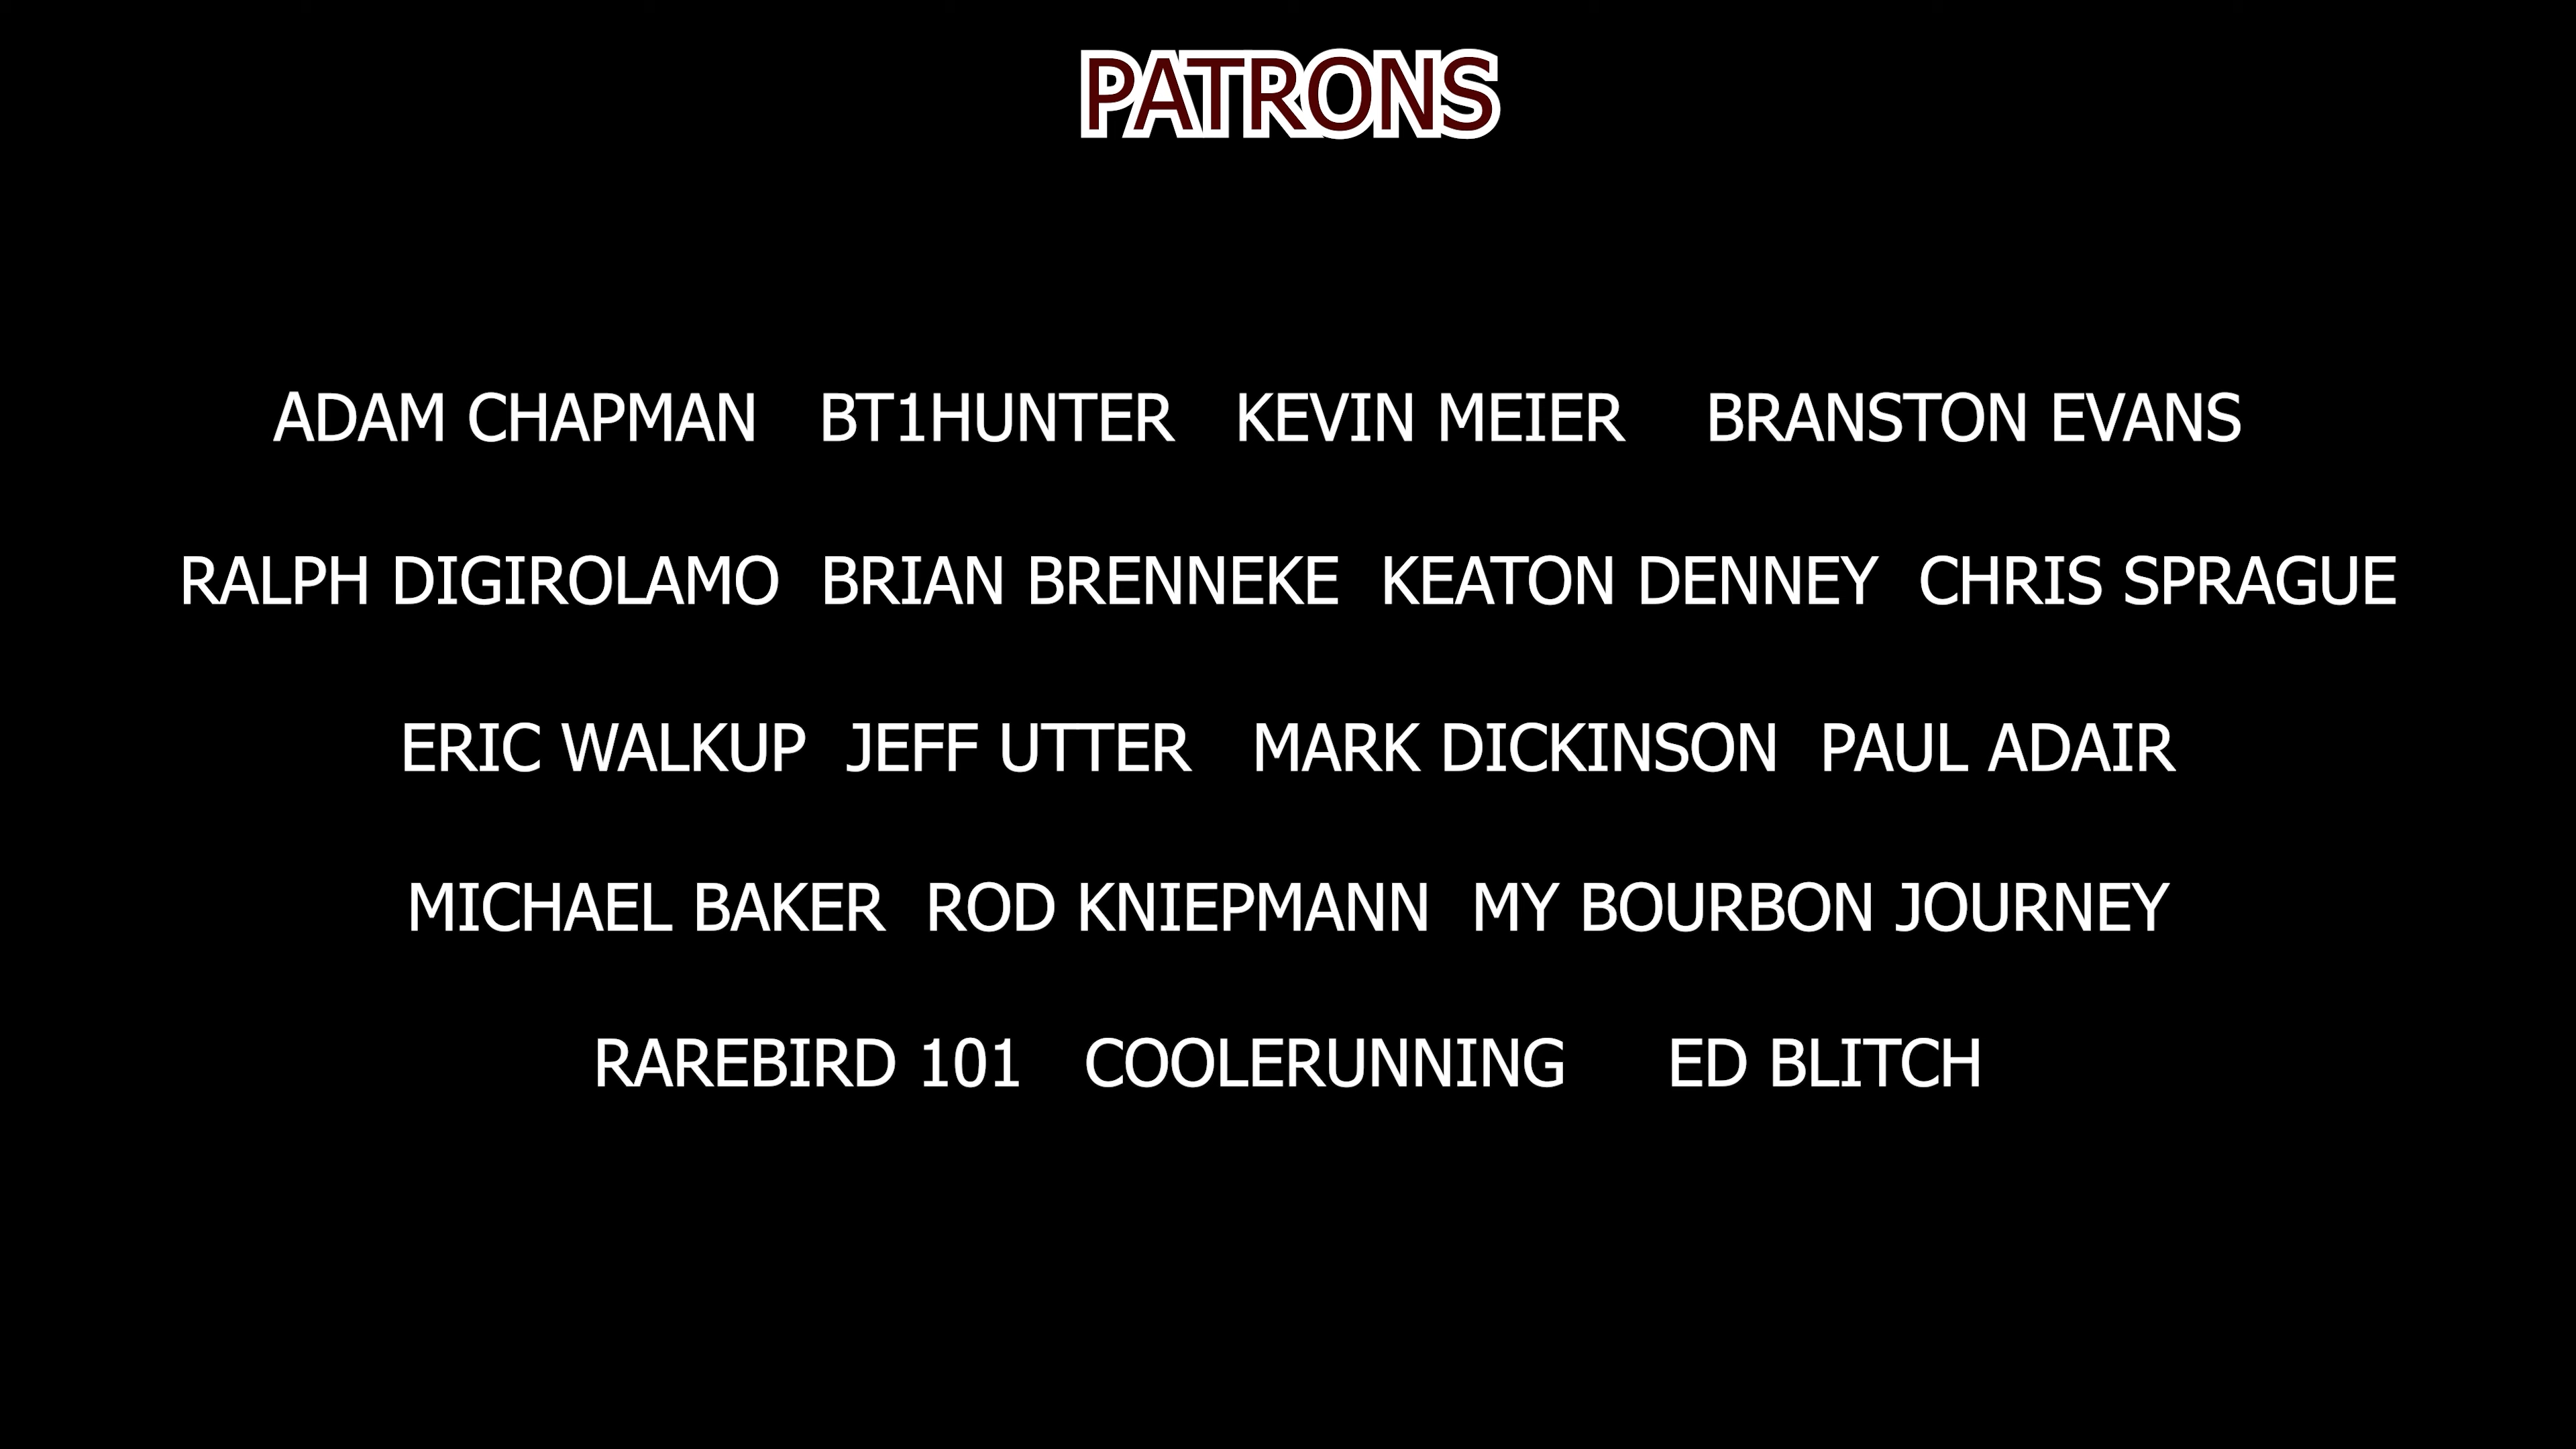 PATRONS
ADAM CHAPMAN BT1HUNTER KEVIN MEIER BRANSTON EVANS
RALPH DIGIROLAMO BRIAN BRENNEKE KEATON DENNEY CHRIS SPRAGUE
ERIC WALKUP JEFF UTTER MARK DICKINSON PAUL ADAIR
MICHAEL BAKER ROD KNIEPMANN MY BOURBON JOURNEY
RAREBIRD 101 COOLERUNNING ED BLITCH